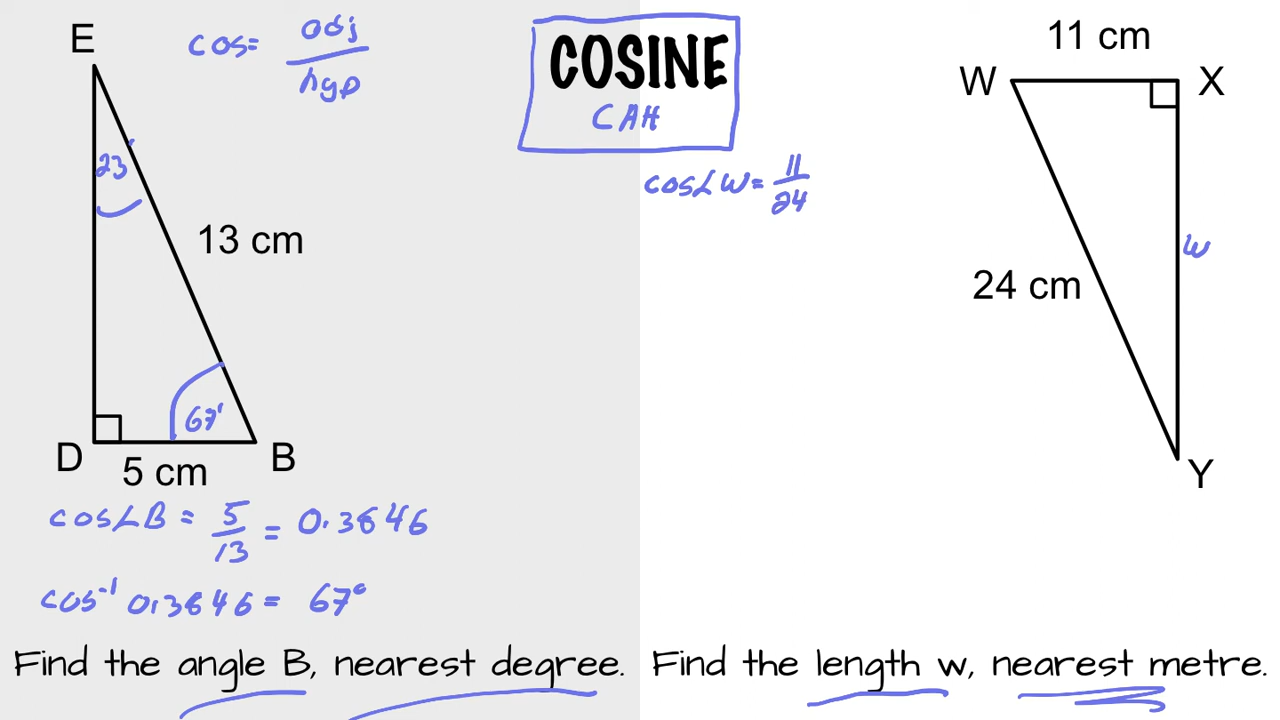 E
cos= adj
hyp
COSINE
CAH
23°
13 cm
67°
D
5 cm
B
cos∠B = 5/13 = 0.3846
cos⁻¹ 0.3846 = 67°
Find the angle B, nearest degree.
cos∠W = 11/24
11 cm
W
X
w
24 cm
Y
Find the length w, nearest metre.